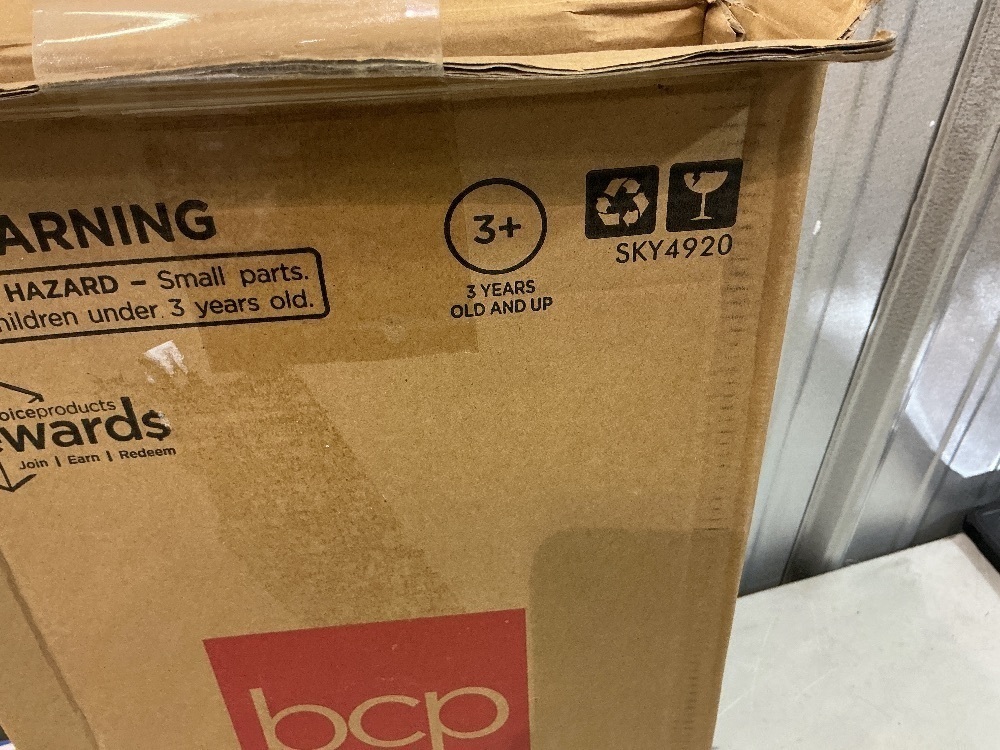 ARNING
HAZARD – Small parts.
hildren under 3 years old.
3+
3 YEARS
OLD AND UP
SKY4920
oiceproducts
ewards
Join | Earn | Redeem
bcp